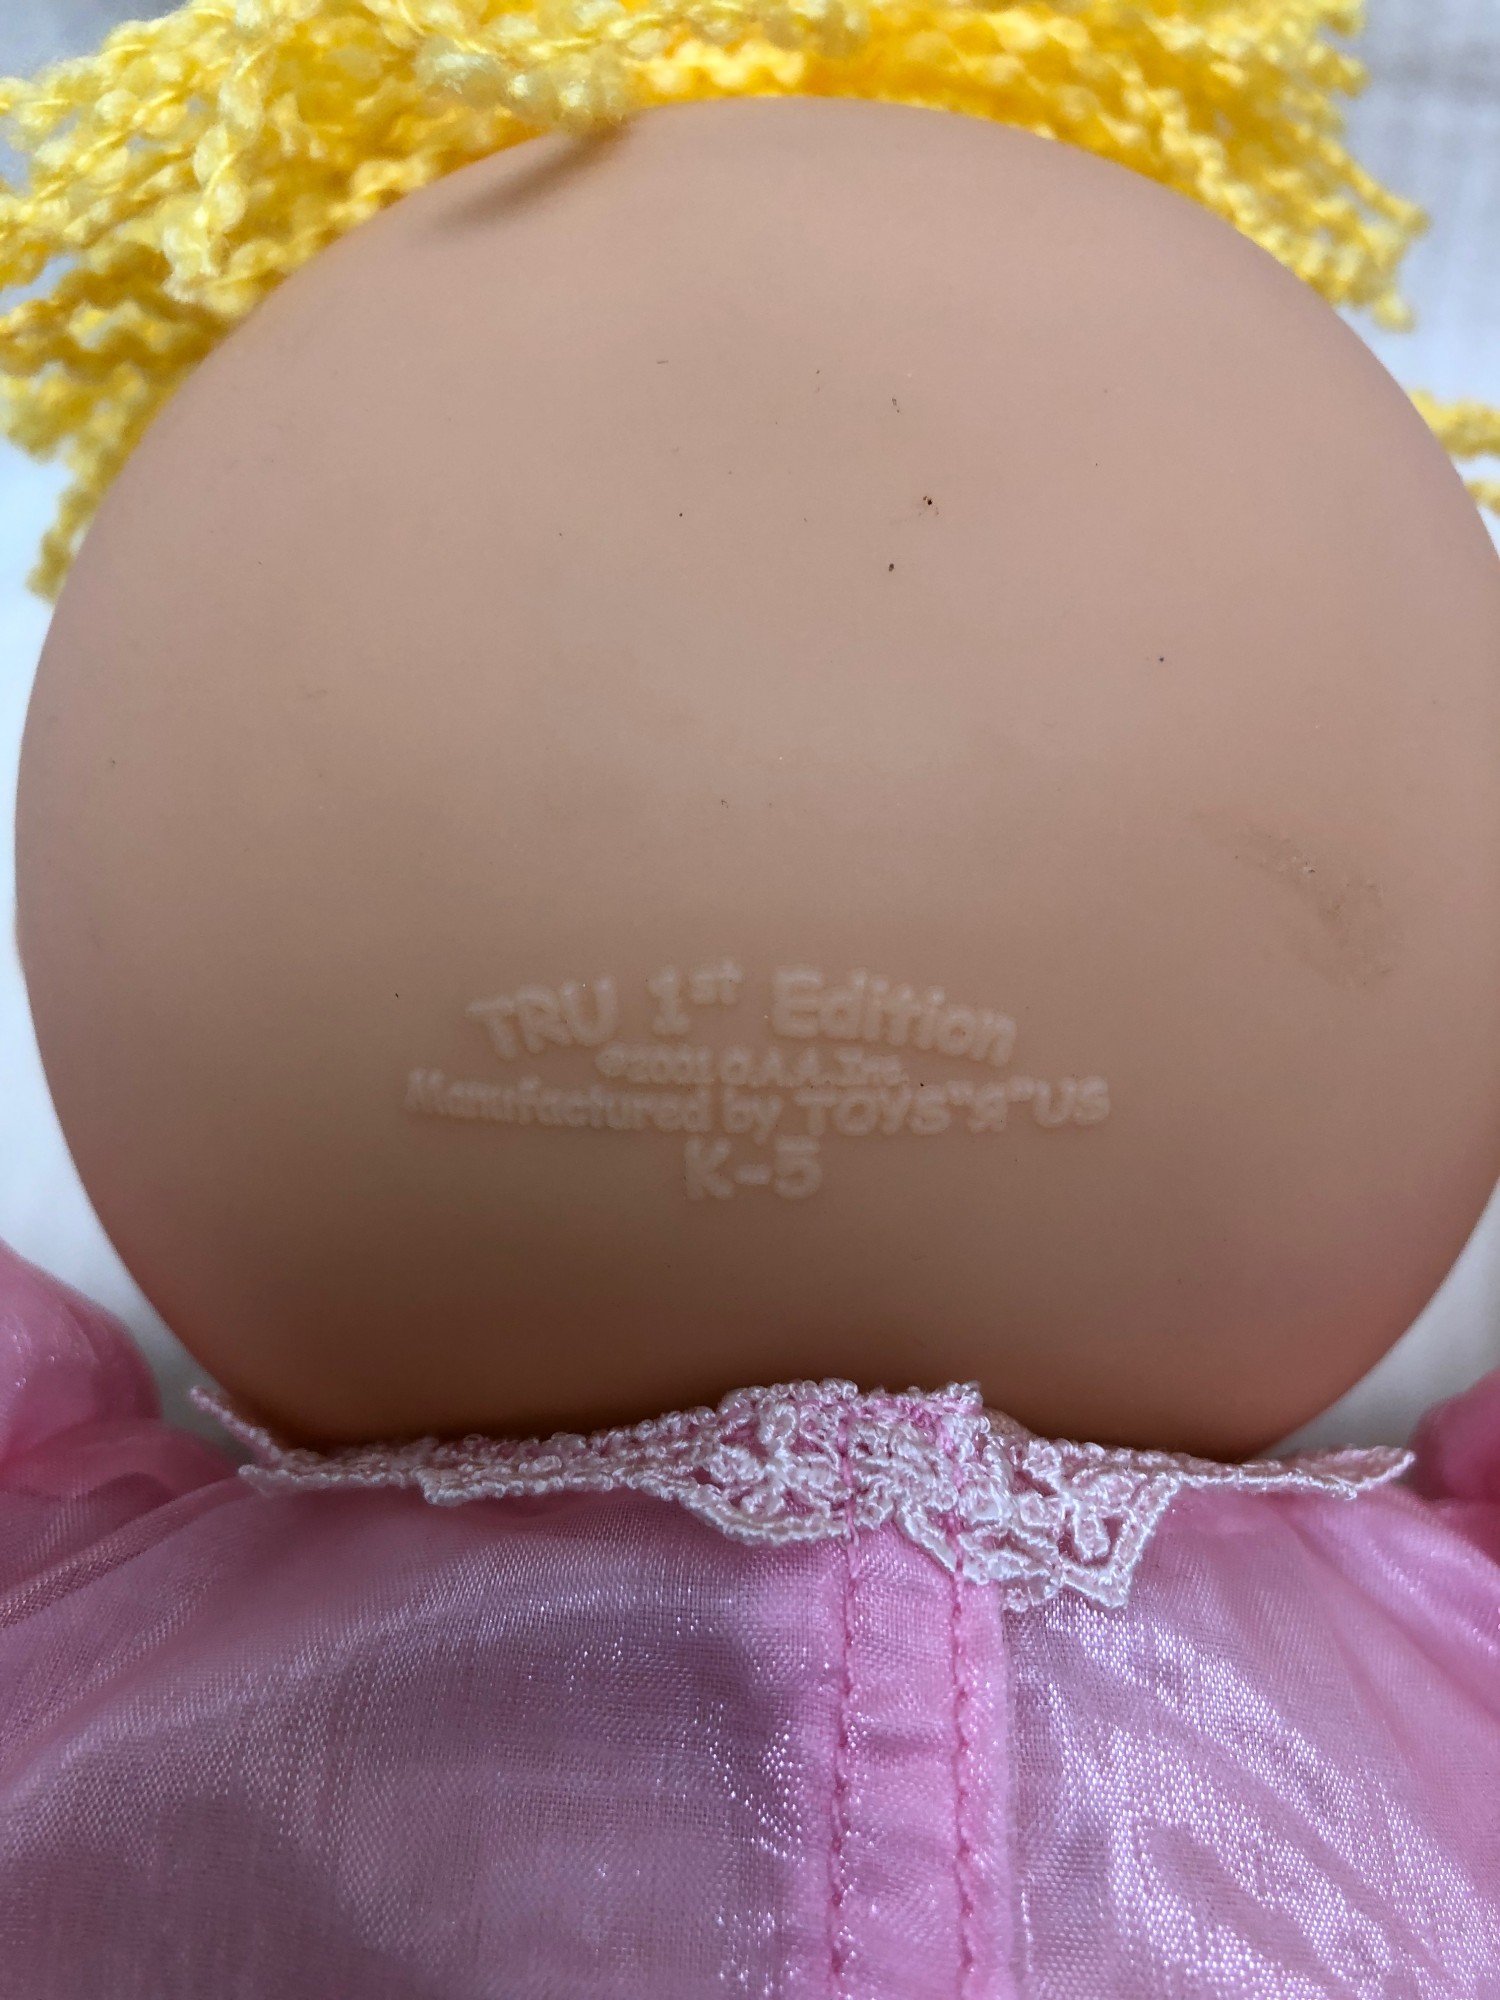 TRU 1st Edition
©2001 O.A.A. Inc.
Manufactured by TOYS"Я"US
K-5